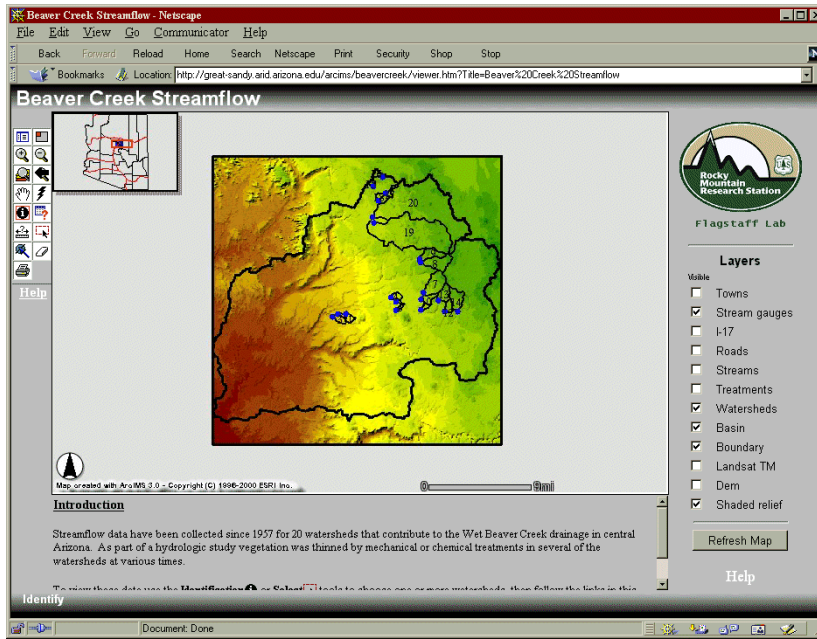 Beaver Creek Streamflow - Netscape
File Edit View Go Communicator Help
Back Forward Reload Home Search Netscape Print Security Shop Stop
Bookmarks Location: http://great-sandy.arid.arizona.edu/arcims/beavercreek/viewer.htm?Title=Beaver%20Creek%20Streamflow
Beaver Creek Streamflow
Help
20
19
8
7
14
12
Map created with ArcIMS 3.0 - Copyright (C) 1996-2000 ESRI Inc.
0 9mi
Rocky
Mountain
Research Station
UAS
Flagstaff Lab
Layers
Visible
Towns
Stream gauges
I-17
Roads
Streams
Treatments
Watersheds
Basin
Boundary
Landsat TM
Dem
Shaded relief
Refresh Map
Help
Introduction
Streamflow data have been collected since 1957 for 20 watersheds that contribute to the Wet Beaver Creek drainage in central
Arizona. As part of a hydrologic study vegetation was thinned by mechanical or chemical treatments in several of the
watersheds at various times.
To view these data use the Identification or Select tools to choose one or more watersheds, then follow the links in this
Identify
Document: Done